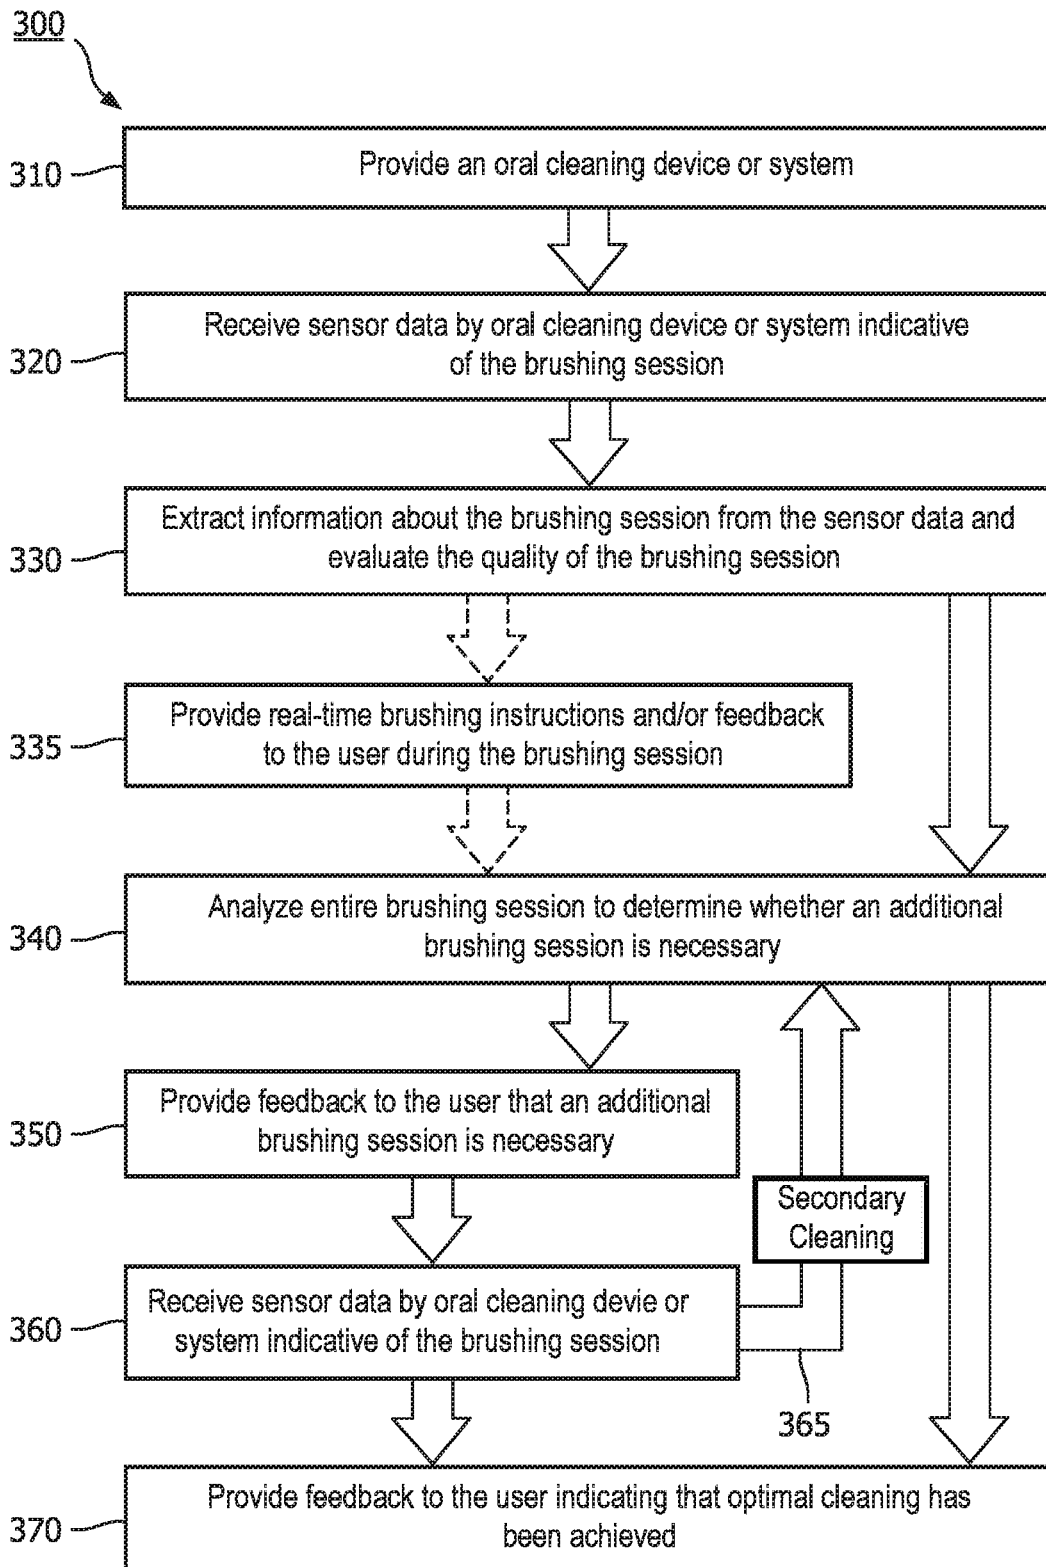 300
310
Provide an oral cleaning device or system
320
Receive sensor data by oral cleaning device or system indicative
of the brushing session
330
Extract information about the brushing session from the sensor data and
evaluate the quality of the brushing session
335
Provide real-time brushing instructions and/or feedback
to the user during the brushing session
340
Analyze entire brushing session to determine whether an additional
brushing session is necessary
350
Provide feedback to the user that an additional
brushing session is necessary
Secondary
Cleaning
360
Receive sensor data by oral cleaning devie or
system indicative of the brushing session
365
370
Provide feedback to the user indicating that optimal cleaning has
been achieved